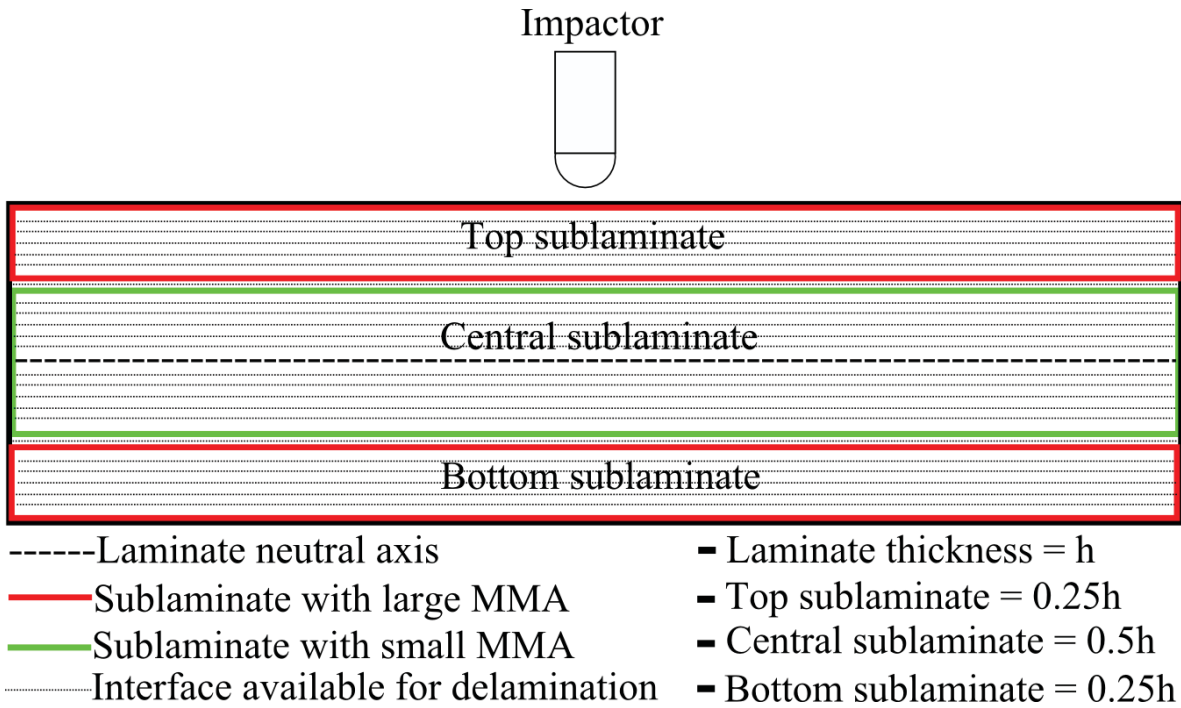 Impactor
Top sublaminate
Central sublaminate
Bottom sublaminate
Laminate neutral axis
Sublaminate with large MMA
Sublaminate with small MMA
Interface available for delamination
- Laminate thickness = h
- Top sublaminate = 0.25h
- Central sublaminate = 0.5h
- Bottom sublaminate = 0.25h